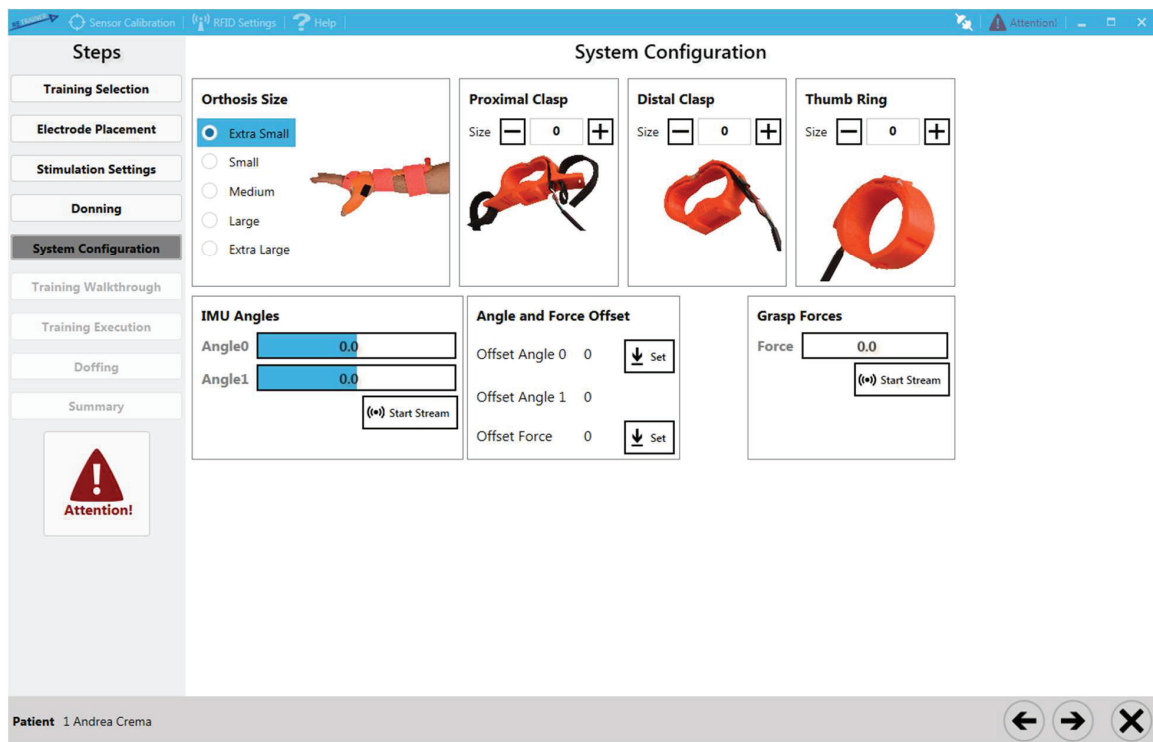 RETRAINER
Sensor Calibration
RFID Settings
Help
Attention!
Steps
Training Selection
Electrode Placement
Stimulation Settings
Donning
System Configuration
Training Walkthrough
Training Execution
Doffing
Summary
Attention!
System Configuration
Orthosis Size
Extra Small
Small
Medium
Large
Extra Large
Proximal Clasp
Size 0
Distal Clasp
Size 0
Thumb Ring
Size 0
IMU Angles
Angle0 0.0
Angle1 0.0
Start Stream
Angle and Force Offset
Offset Angle 0 0 Set
Offset Angle 1 0
Offset Force 0 Set
Grasp Forces
Force 0.0
Start Stream
Patient 1 Andrea Crema